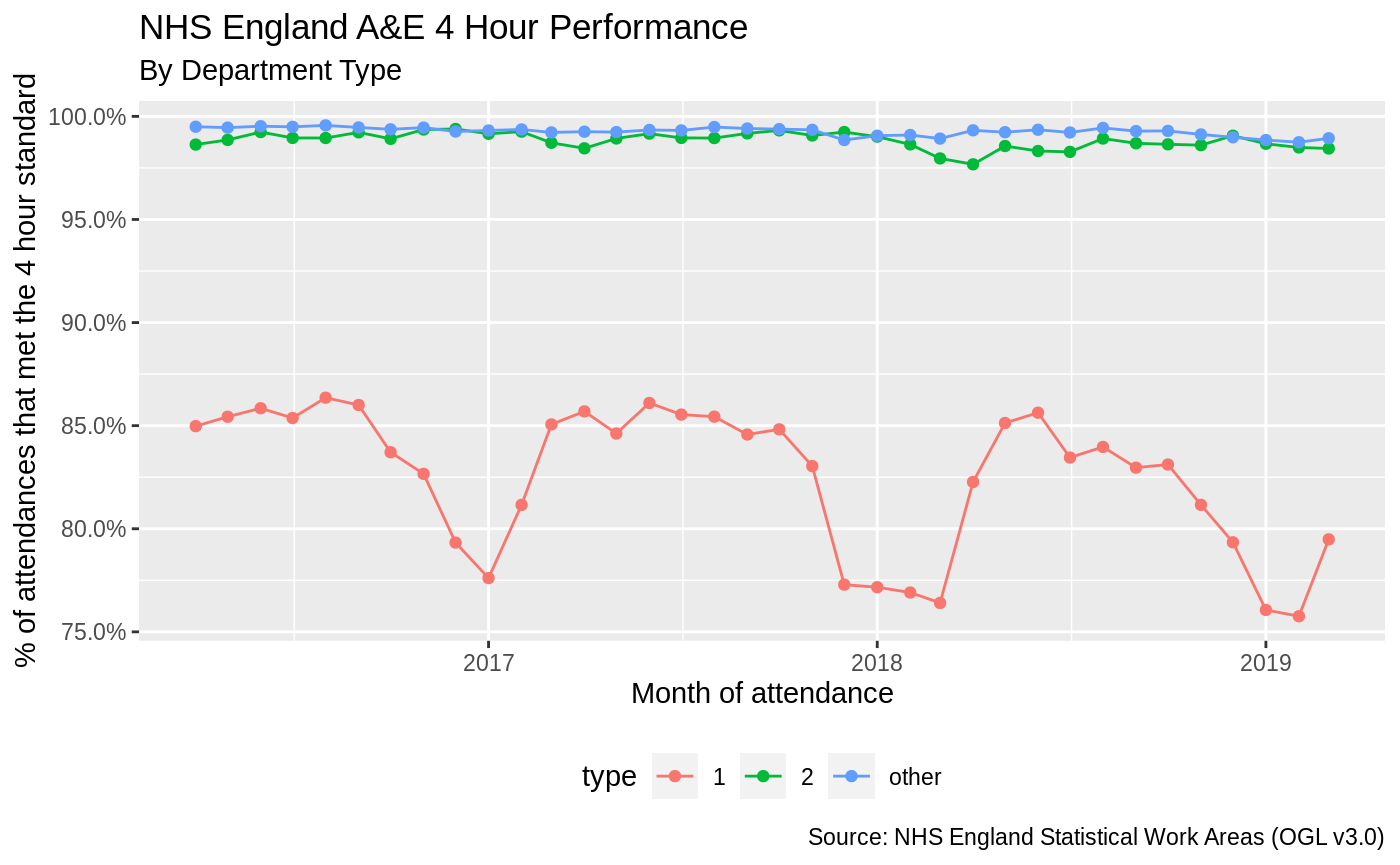 NHS England A&E 4 Hour Performance
By Department Type
% of attendances that met the 4 hour standard
100.0%
95.0%
90.0%
85.0%
80.0%
75.0%
2017 2018 2019
Month of attendance
type 1 2 other
Source: NHS England Statistical Work Areas (OGL v3.0)